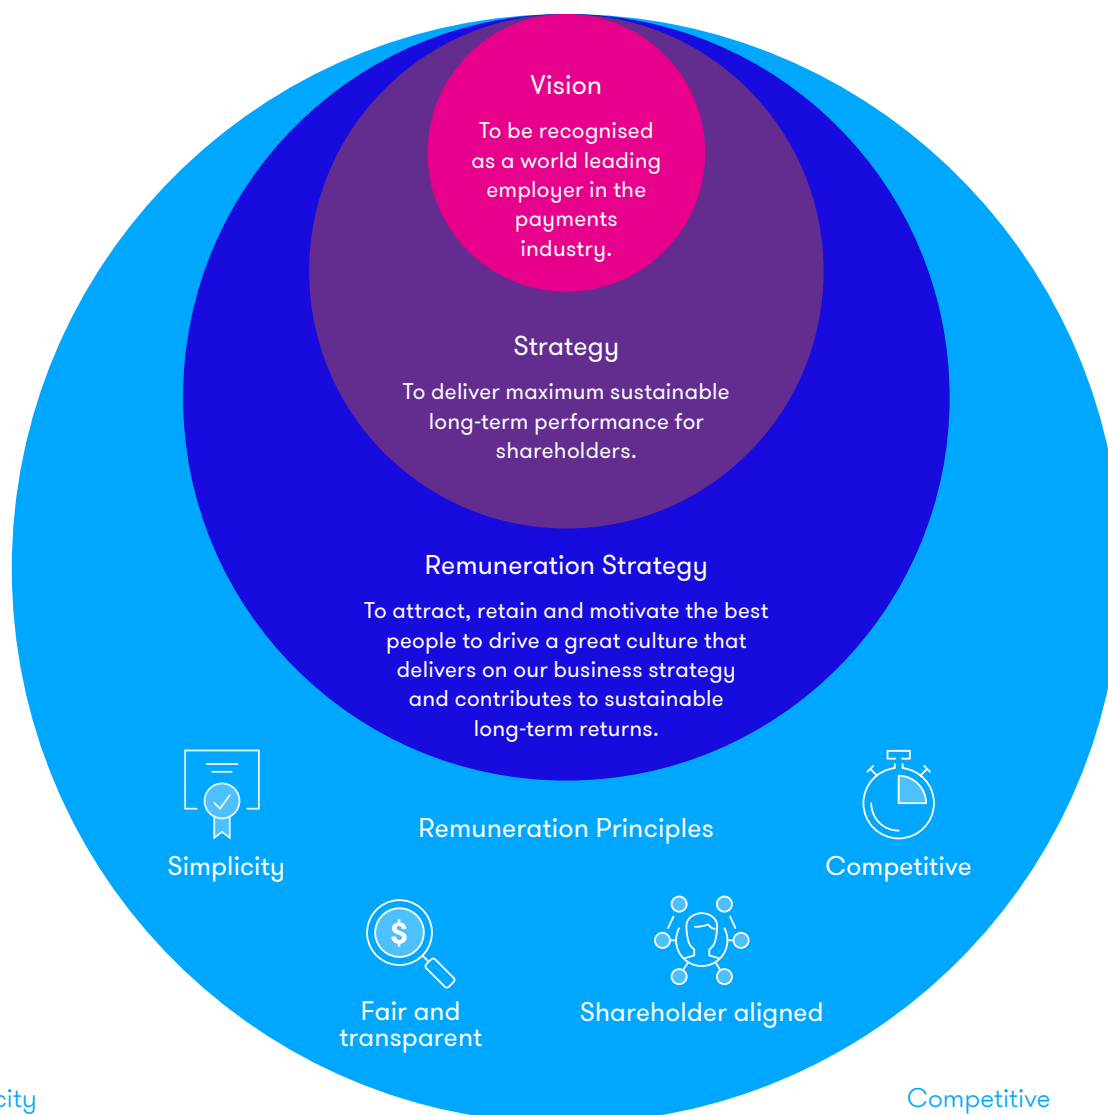 Vision
To be recognised
as a world leading
employer in the
payments
industry.
Strategy
To deliver maximum sustainable
long-term performance for
shareholders.
Remuneration Strategy
To attract, retain and motivate the best
people to drive a great culture that
delivers on our business strategy
and contributes to sustainable
long-term returns.
Remuneration Principles
Simplicity
Competitive
$
Fair and
transparent
Shareholder aligned
Competitive